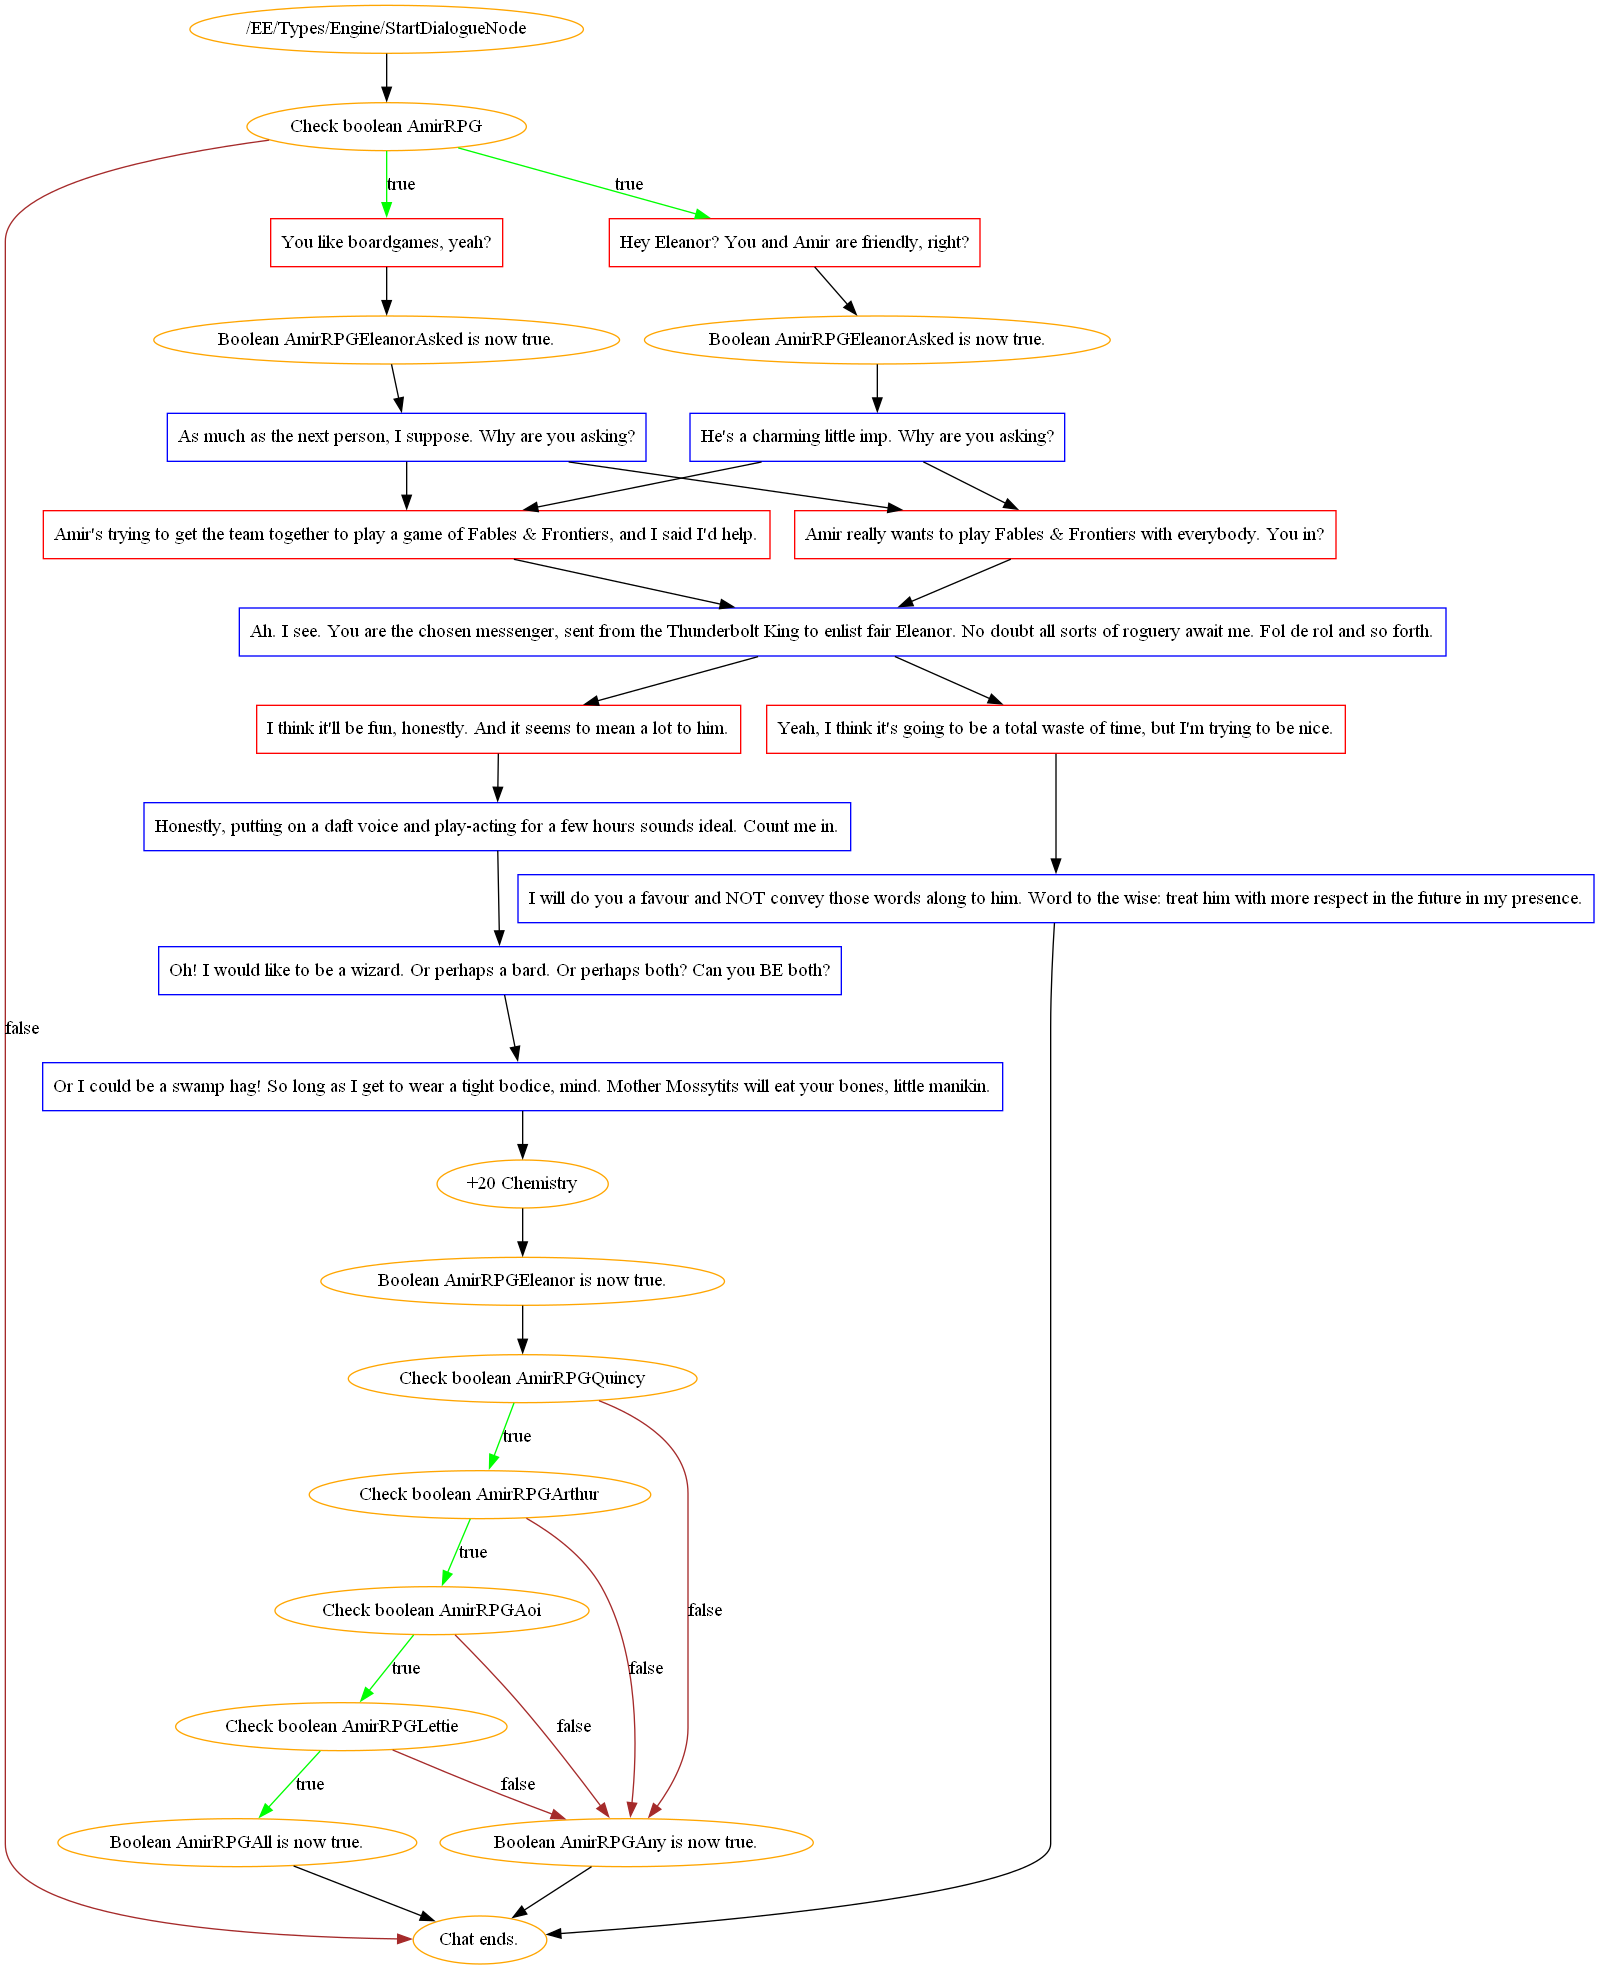 /EE/Types/Engine/StartDialogueNode
Check boolean AmirRPG
true
true
You like boardgames, yeah?
Hey Eleanor? You and Amir are friendly, right?
Boolean AmirRPGEleanorAsked is now true.
Boolean AmirRPGEleanorAsked is now true.
As much as the next person, I suppose. Why are you asking?
He's a charming little imp. Why are you asking?
Amir's trying to get the team together to play a game of Fables & Frontiers, and I said I'd help.
Amir really wants to play Fables & Frontiers with everybody. You in?
Ah. I see. You are the chosen messenger, sent from the Thunderbolt King to enlist fair Eleanor. No doubt all sorts of roguery await me. Fol de rol and so forth.
I think it'll be fun, honestly. And it seems to mean a lot to him.
Yeah, I think it's going to be a total waste of time, but I'm trying to be nice.
Honestly, putting on a daft voice and play-acting for a few hours sounds ideal. Count me in.
I will do you a favour and NOT convey those words along to him. Word to the wise: treat him with more respect in the future in my presence.
Oh! I would like to be a wizard. Or perhaps a bard. Or perhaps both? Can you BE both?
false
Or I could be a swamp hag! So long as I get to wear a tight bodice, mind. Mother Mossytits will eat your bones, little manikin.
+20 Chemistry
Boolean AmirRPGEleanor is now true.
Check boolean AmirRPGQuincy
true
Check boolean AmirRPGArthur
true
Check boolean AmirRPGAoi
false
true
false
Check boolean AmirRPGLettie
false
true
false
Boolean AmirRPGAll is now true.
Boolean AmirRPGAny is now true.
Chat ends.